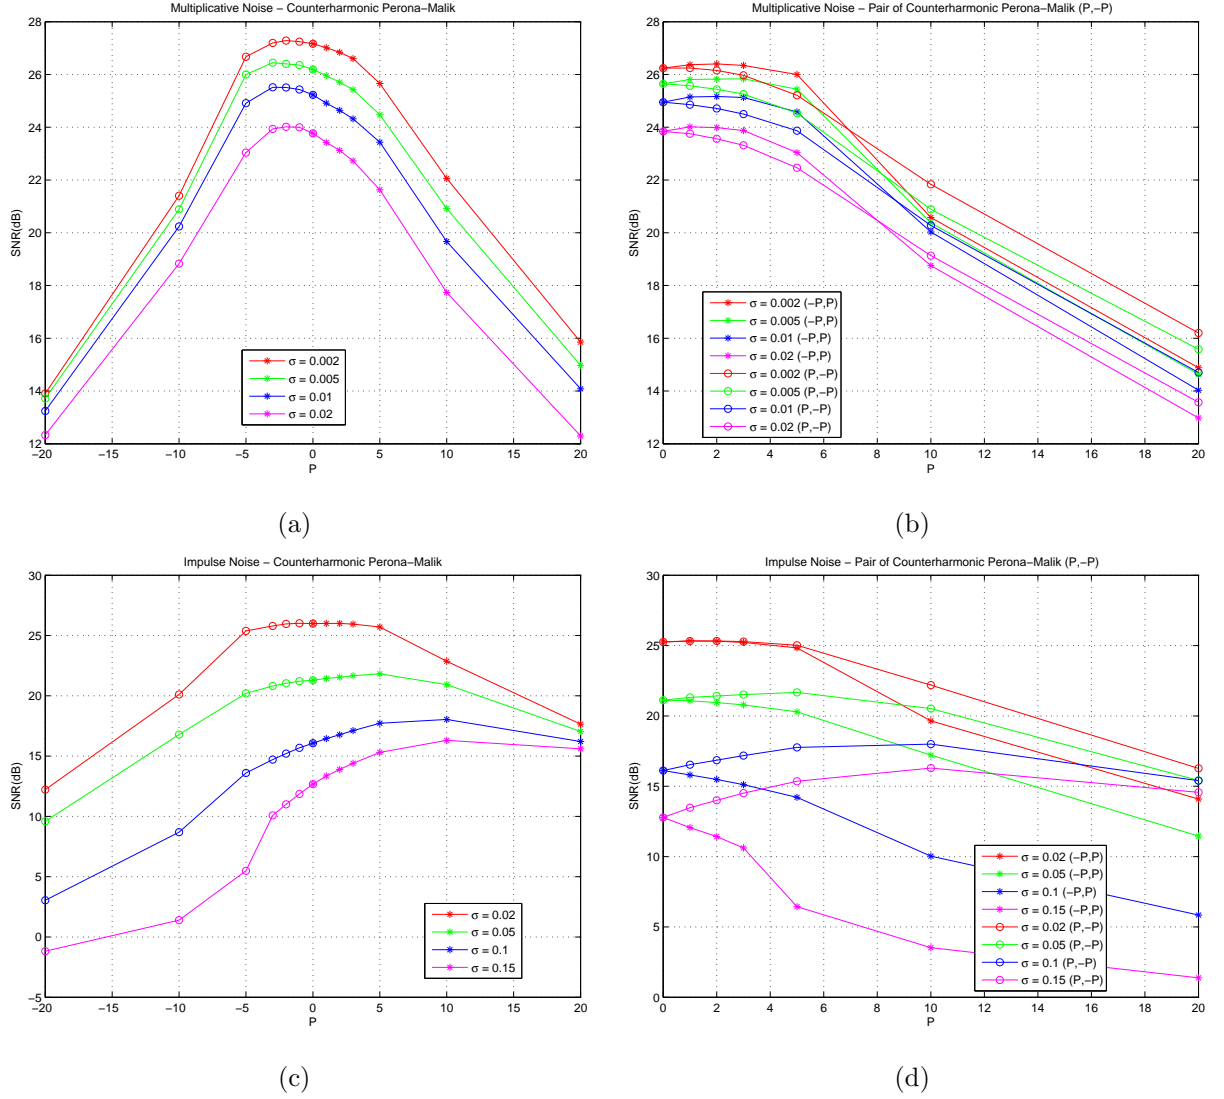 Multiplicative Noise − Counterharmonic Perona−Malik
28
26
24
22
20
18
16
14
12
SNR(dB)
−20 −15 −10 −5 0 5 10 15 20
P
σ = 0.002
σ = 0.005
σ = 0.01
σ = 0.02
(a)
Multiplicative Noise − Pair of Counterharmonic Perona−Malik (P,−P)
28
26
24
22
20
18
16
14
12
SNR(dB)
0 2 4 6 8 10 12 14 16 18 20
P
σ = 0.002 (−P,P)
σ = 0.005 (−P,P)
σ = 0.01 (−P,P)
σ = 0.02 (−P,P)
σ = 0.002 (P,−P)
σ = 0.005 (P,−P)
σ = 0.01 (P,−P)
σ = 0.02 (P,−P)
(b)
Impulse Noise − Counterharmonic Perona−Malik
30
25
20
15
10
5
0
−5
SNR(dB)
−20 −15 −10 −5 0 5 10 15 20
P
σ = 0.02
σ = 0.05
σ = 0.1
σ = 0.15
(c)
Impulse Noise − Pair of Counterharmonic Perona−Malik (P,−P)
30
25
20
15
10
5
0
SNR(dB)
0 2 4 6 8 10 12 14 16 18 20
P
σ = 0.02 (−P,P)
σ = 0.05 (−P,P)
σ = 0.1 (−P,P)
σ = 0.15 (−P,P)
σ = 0.02 (P,−P)
σ = 0.05 (P,−P)
σ = 0.1 (P,−P)
σ = 0.15 (P,−P)
(d)